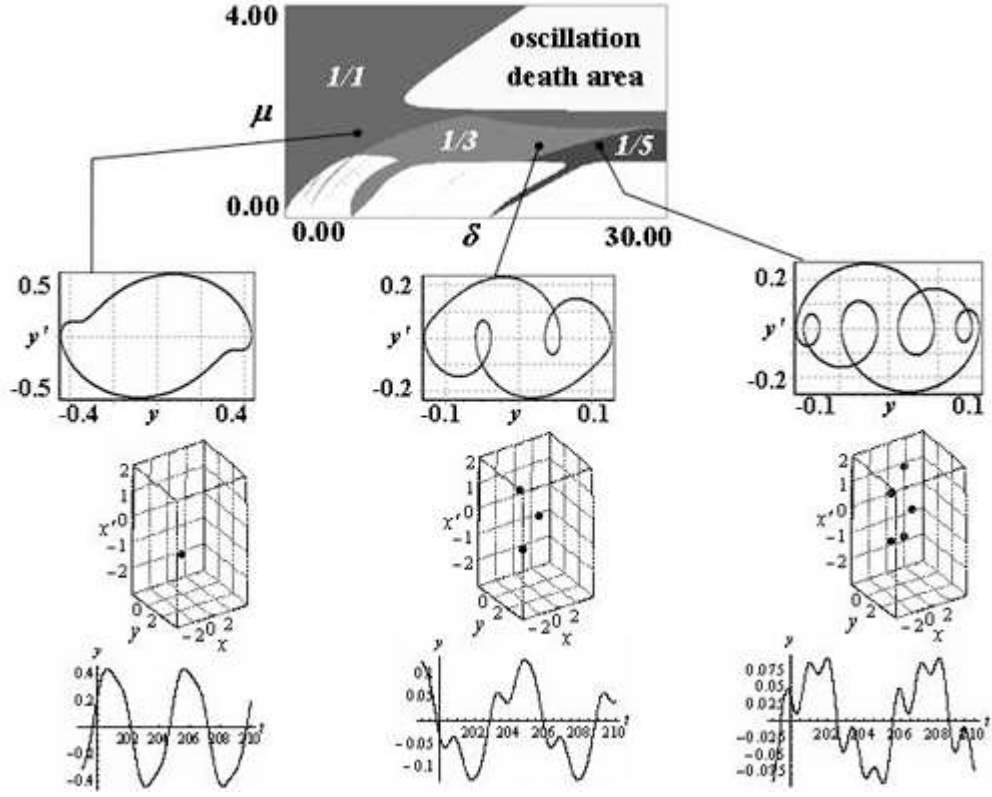 4.00
oscillation
death area
1/1
μ
1/3
1/5
0.00
0.00
δ
30.00
0.5
y'
-0.5
-0.4
y
0.4
0.2
y'
-0.2
-0.1
y
0.1
0.2
y'
-0.2
-0.1
y
0.1
2
1
x'
0
-1
-2
0
y
2
-2
0
2
x
2
1
x'
0
-1
-2
0
y
2
-2
0
2
x
2
1
x'
0
-1
-2
0
y
2
-2
0
2
x
y
0.4
0.2
-0.2
-0.4
202 204 206 208 210
t
y
0.05
-0.05
-0.1
202 204 206 208 210
t
y
0.075
0.05
0.025
-0.025
-0.05
-0.075
202 204 206 208 210
t